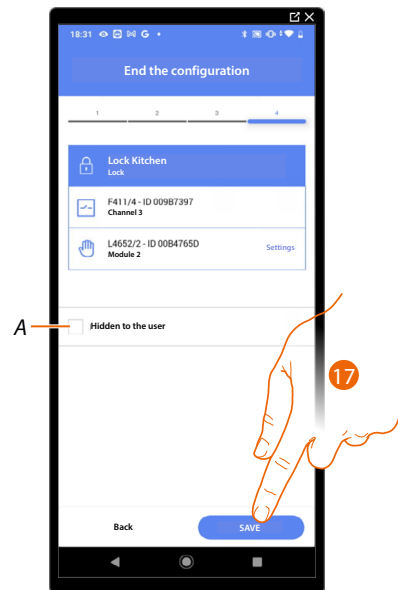 18:31 G
End the configuration
1 2 3 4
Lock Kitchen
Lock
F411/4 - ID 009B7397
Channel 3
L4652/2 - ID 00B4765D
Module 2
Settings
A
Hidden to the user
17
Back
SAVE